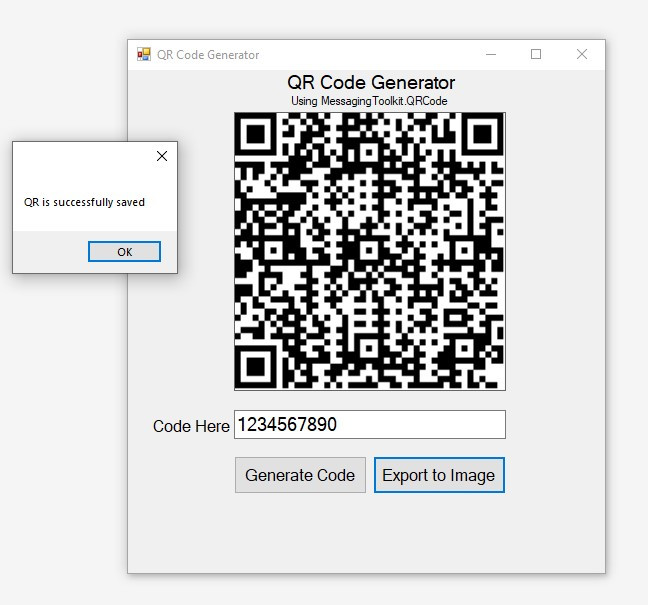 QR Code Generator
QR Code Generator
Using MessagingToolkit.QRCode
QR is successfully saved
OK
Code Here 1234567890
Generate Code Export to Image